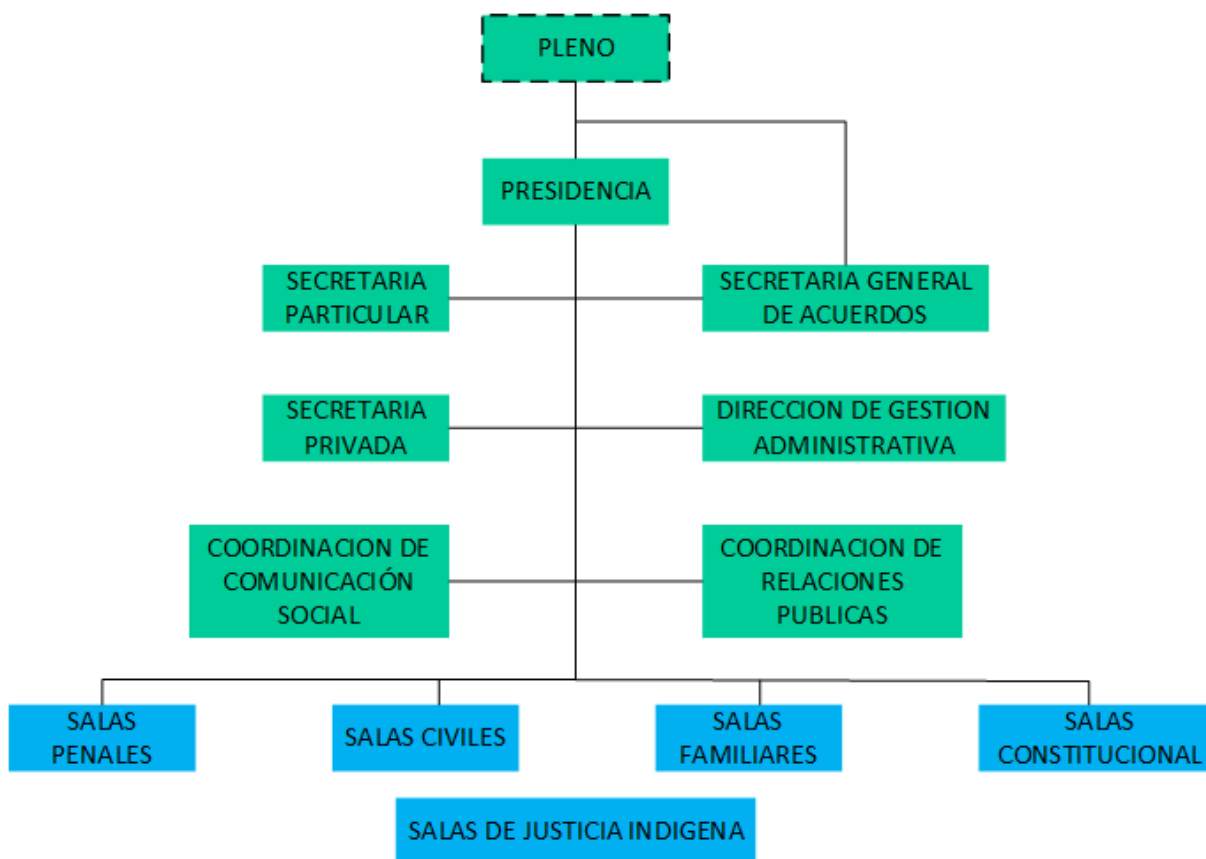 PLENO
PRESIDENCIA
SECRETARIA
PARTICULAR
SECRETARIA GENERAL
DE ACUERDOS
SECRETARIA
PRIVADA
DIRECCION DE GESTION
ADMINISTRATIVA
COORDINACION DE
COMUNICACIÓN
SOCIAL
COORDINACION DE
RELACIONES
PUBLICAS
SALAS
PENALES
SALAS CIVILES
SALAS
FAMILIARES
SALAS
CONSTITUCIONAL
SALAS DE JUSTICIA INDIGENA